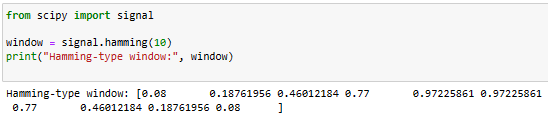 from scipy import signal
window = signal.hamming(10)
print("Hamming-type window:", window)
Hamming-type window: [0.08       0.18761956 0.46012184 0.77       0.97225861 0.97225861
 0.77       0.46012184 0.18761956 0.08      ]